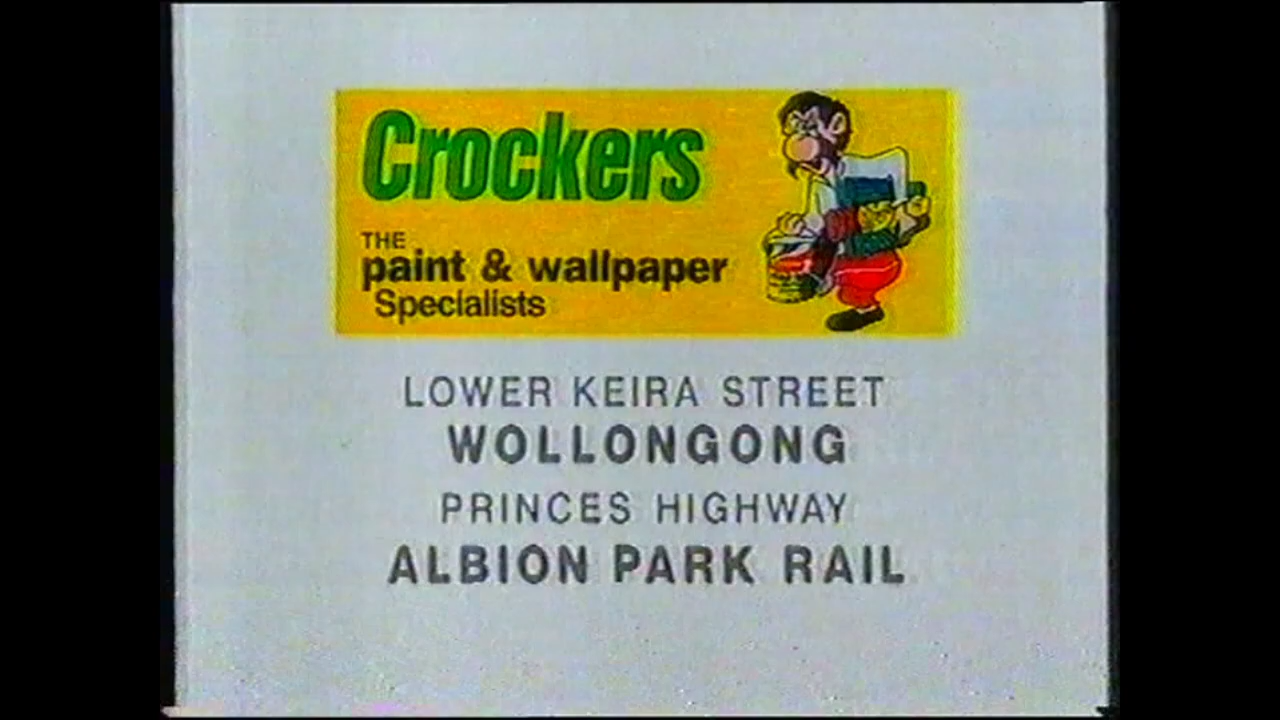 Crockers
THE
paint & wallpaper
Specialists
LOWER KEIRA STREET
WOLLONGONG
PRINCES HIGHWAY
ALBION PARK RAIL